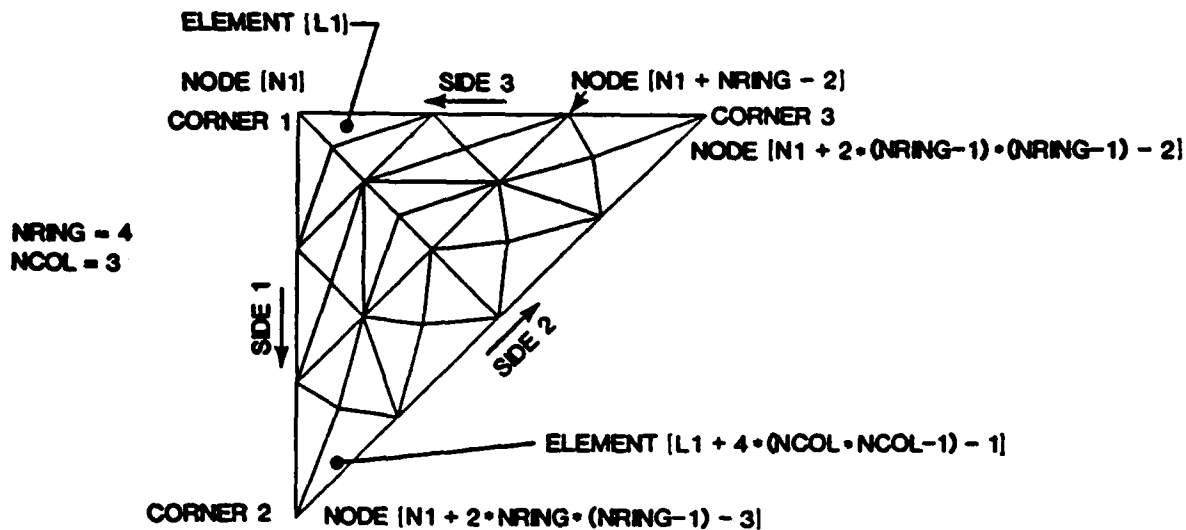 ELEMENT [L1]
NODE [N1]
SIDE 3
NODE [N1 + NRING - 2]
CORNER 1
CORNER 3
NODE [N1 + 2*(NRING-1)*(NRING-1) - 2]
NRING = 4
NCOL = 3
SIDE 1
SIDE 2
ELEMENT [L1 + 4*(NCOL*NCOL-1) - 1]
CORNER 2
NODE [N1 + 2*NRING*(NRING-1) - 3]